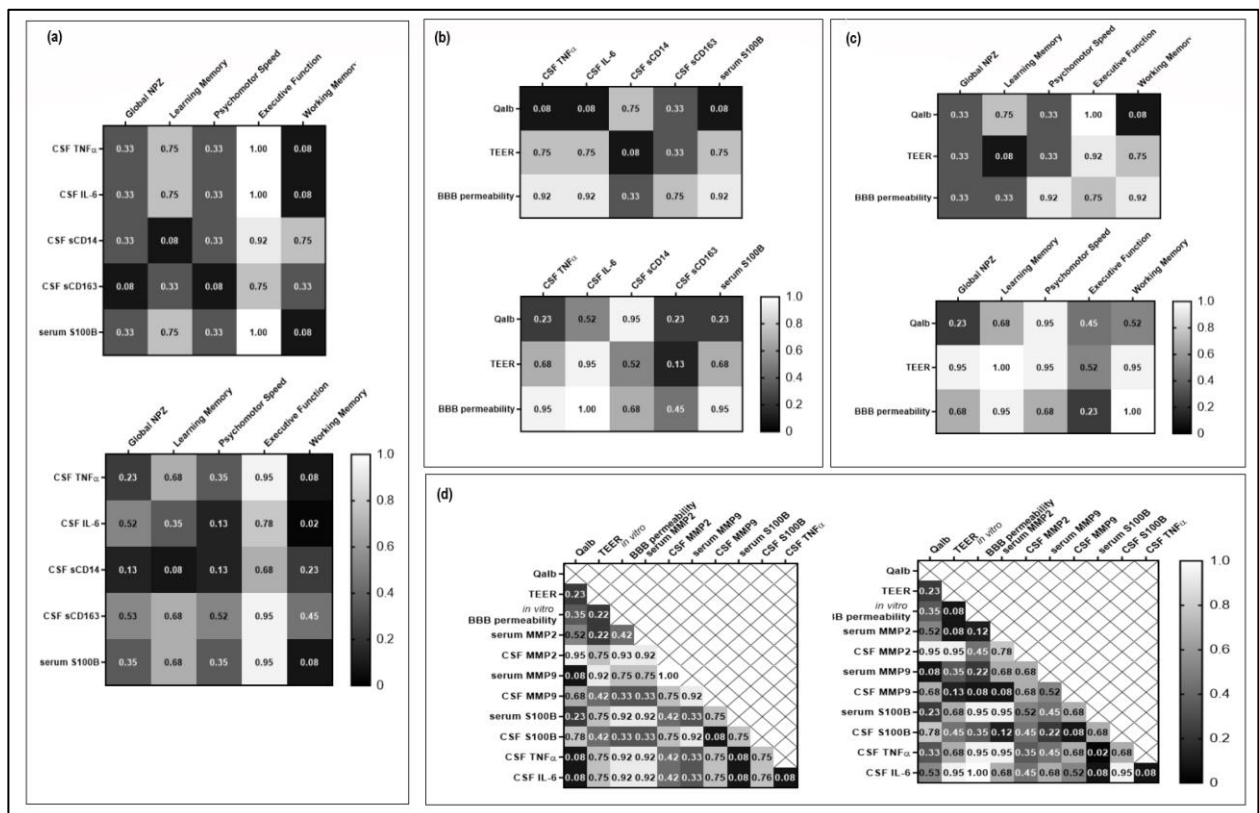 (a)
Global NPZ
Learning Memory
Psychomotor Speed
Executive Function
Working Memor
CSF TNFα 0.33 0.75 0.33 1.00 0.08
CSF IL-6 0.33 0.75 0.33 1.00 0.08
CSF sCD14 0.33 0.08 0.33 0.92 0.75
CSF sCD163 0.08 0.33 0.08 0.75 0.33
serum S100B 0.33 0.75 0.33 1.00 0.08
Global NPZ
Learning Memory
Psychomotor Speed
Executive Function
Working Memory
1.0
0.8
0.6
0.4
0.2
0
CSF TNFα 0.23 0.68 0.35 0.95 0.08
CSF IL-6 0.52 0.35 0.13 0.78 0.02
CSF sCD14 0.13 0.08 0.13 0.68 0.23
CSF sCD163 0.53 0.68 0.52 0.95 0.45
serum S100B 0.35 0.68 0.35 0.95 0.08
(b)
CSF TNFα
CSF IL-6
CSF sCD14
CSF sCD163
serum S100B
Qalb 0.08 0.08 0.75 0.33 0.08
TEER 0.75 0.75 0.08 0.33 0.75
BBB permeability 0.92 0.92 0.33 0.75 0.92
CSF TNFα
CSF IL-6
CSF sCD14
CSF sCD163
serum S100B
1.0
0.8
0.6
0.4
0.2
0
Qalb 0.23 0.52 0.95 0.23 0.23
TEER 0.68 0.95 0.52 0.13 0.68
BBB permeability 0.95 1.00 0.68 0.45 0.95
(c)
Global NPZ
Learning Memory
Psychomotor Speed
Executive Function
Working Memory
Qalb 0.33 0.75 0.33 1.00 0.08
TEER 0.33 0.08 0.33 0.92 0.75
BBB permeability 0.33 0.33 0.92 0.75 0.92
Global NPZ
Learning Memory
Psychomotor Speed
Executive Function
Working Memory
1.0
0.8
0.6
0.4
0.2
0
Qalb 0.23 0.68 0.95 0.45 0.52
TEER 0.95 1.00 0.95 0.52 0.95
BBB permeability 0.68 0.95 0.68 0.23 1.00
(d)
Qalb
TEER
in vitro
BBB permeability
serum MMP2
CSF MMP2
serum MMP9
CSF MMP9
serum S100B
CSF S100B
CSF TNFα
Qalb
TEER 0.23
in vitro
BBB permeability 0.35 0.22
serum MMP2 0.52 0.22 0.42
CSF MMP2 0.95 0.75 0.93 0.92
serum MMP9 0.08 0.92 0.75 0.75 1.00
CSF MMP9 0.68 0.42 0.33 0.33 0.75 0.92
serum S100B 0.23 0.75 0.92 0.92 0.42 0.33 0.75
CSF S100B 0.78 0.42 0.33 0.33 0.75 0.92 0.08 0.75
CSF TNFα 0.08 0.75 0.92 0.92 0.42 0.33 0.75 0.08 0.75
CSF IL-6 0.08 0.75 0.92 0.92 0.42 0.33 0.75 0.08 0.76 0.08
Qalb
TEER
in vitro
BBB permeability
serum MMP2
CSF MMP2
serum MMP9
CSF MMP9
serum S100B
CSF S100B
CSF TNFα
Qalb
TEER 0.23
in vitro
BB permeability 0.35 0.08
serum MMP2 0.52 0.08 0.12
CSF MMP2 0.95 0.95 0.45 0.78
serum MMP9 0.08 0.35 0.22 0.68 0.68
CSF MMP9 0.68 0.13 0.08 0.08 0.68 0.52
serum S100B 0.23 0.68 0.95 0.95 0.52 0.45 0.68
CSF S100B 0.78 0.45 0.35 0.12 0.45 0.22 0.08 0.68
CSF TNFα 0.33 0.68 0.95 0.95 0.35 0.45 0.68 0.02 0.68
CSF IL-6 0.53 0.95 1.00 0.68 0.45 0.68 0.52 0.08 0.95 0.08
1.0
0.8
0.6
0.4
0.2
0